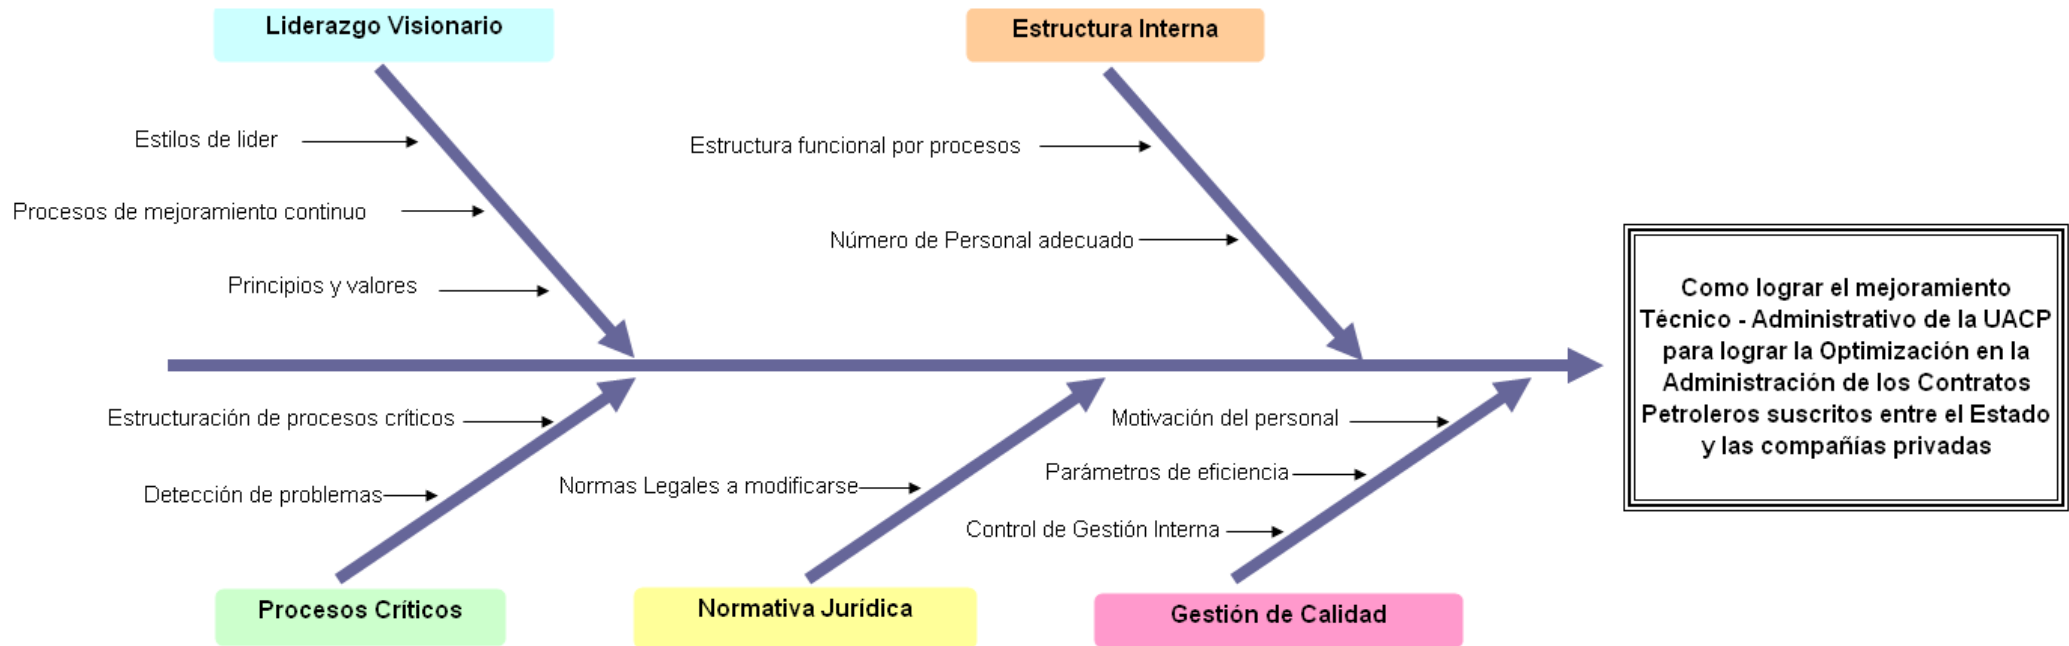 Liderazgo Visionario
Estructura Interna
Estilos de lider
Estructura funcional por procesos
Procesos de mejoramiento continuo
Número de Personal adecuado
Principios y valores
Como lograr el mejoramiento
Técnico - Administrativo de la UACP
para lograr la Optimización en la
Administración de los Contratos
Petroleros suscritos entre el Estado
y las compañías privadas
Estructuración de procesos críticos
Motivación del personal
Parámetros de eficiencia
Detección de problemas
Normas Legales a modificarse
Control de Gestión Interna
Procesos Críticos
Normativa Jurídica
Gestión de Calidad